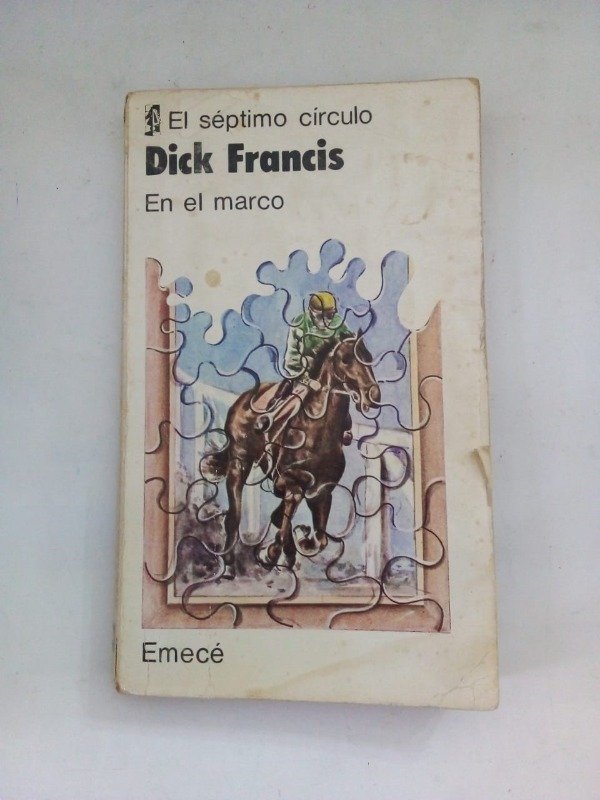 El séptimo círculo
Dick Francis
En el marco
Emecé